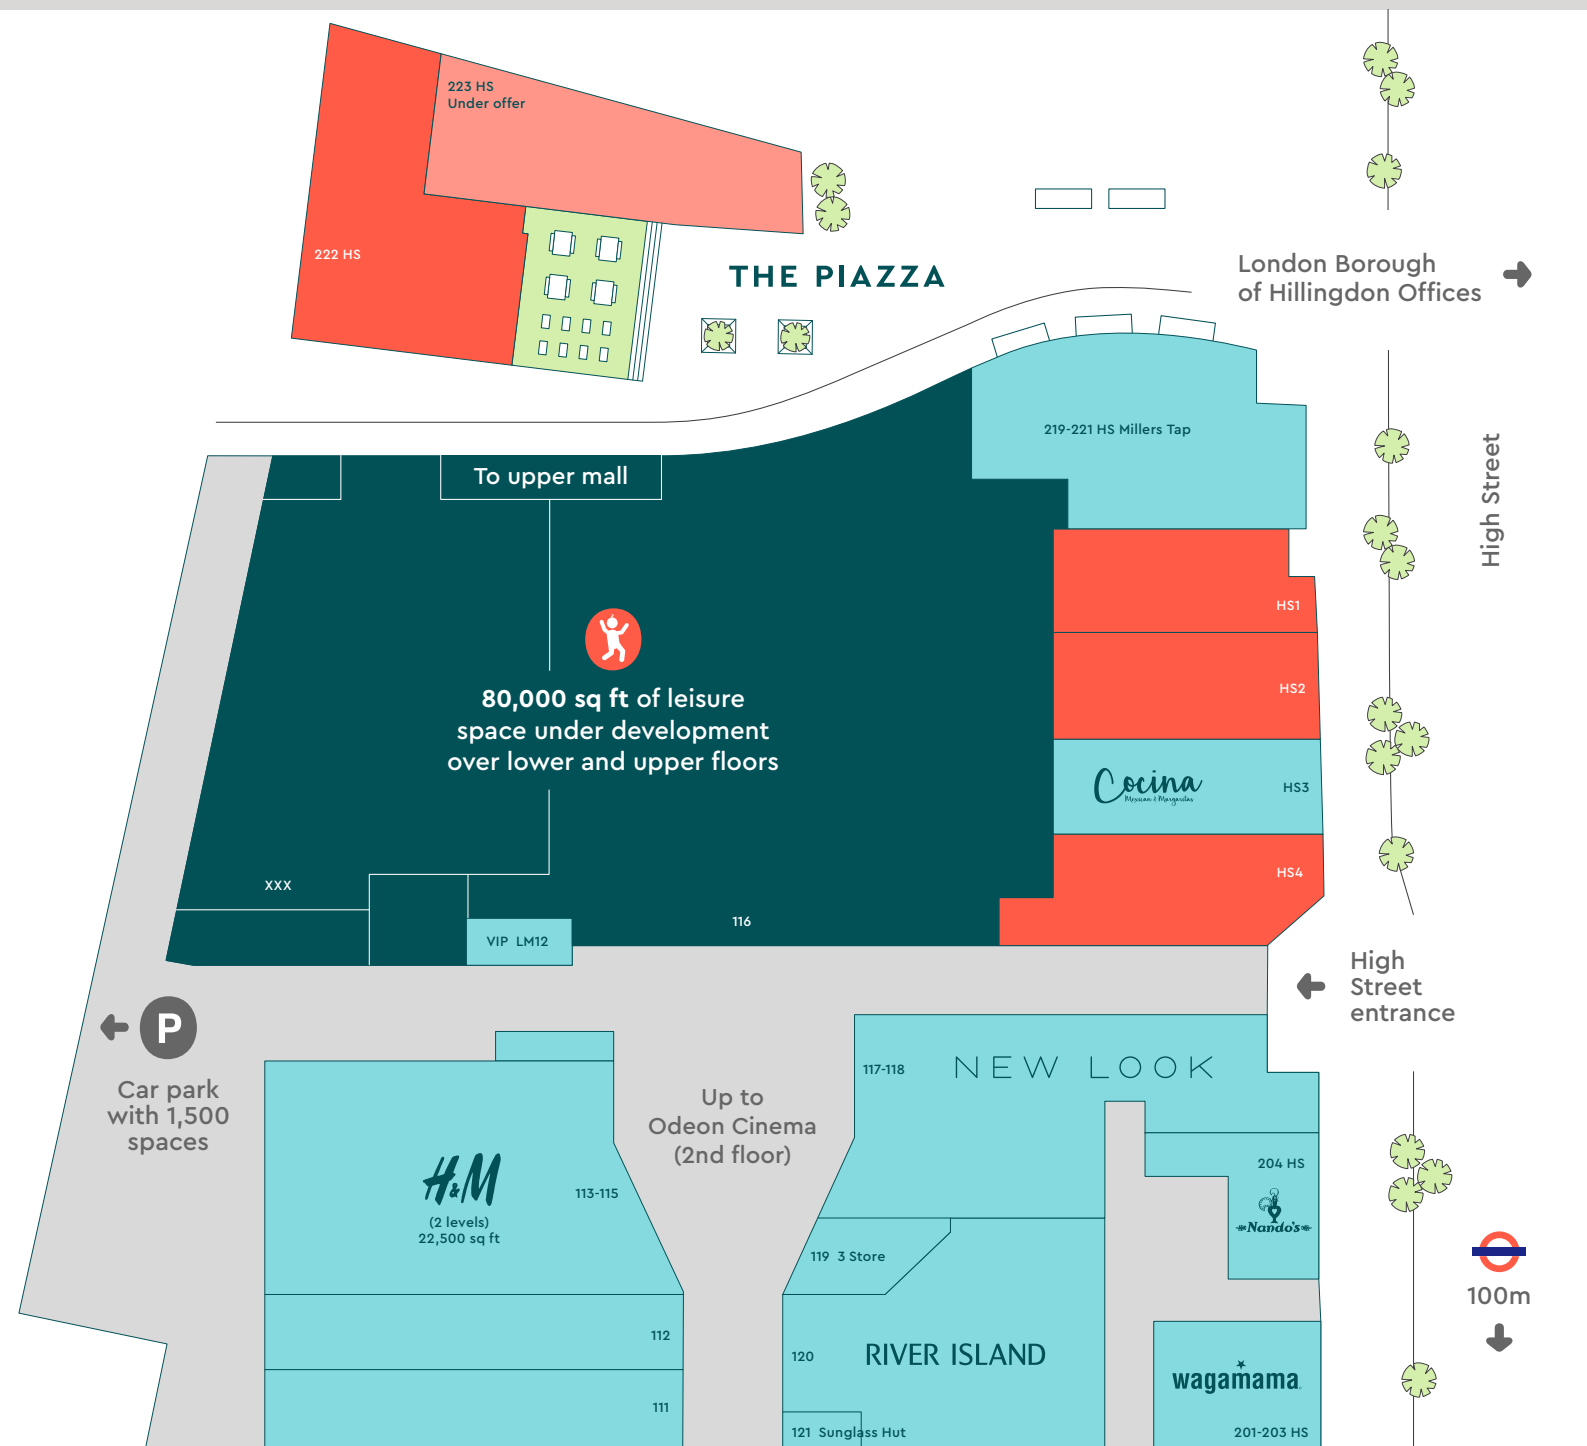 223 HS
Under offer
222 HS
THE PIAZZA
London Borough
of Hillingdon Offices
219-221 HS Millers Tap
High Street
To upper mall
HS1
80,000 sq ft of leisure
space under development
over lower and upper floors
HS2
Cocina
Mexican & Margaritas
HS3
HS4
XXX
116
VIP LM12
High
Street
entrance
P
Car park
with 1,500
spaces
Up to
Odeon Cinema
(2nd floor)
117-118
NEW LOOK
H&M
(2 levels)
22,500 sq ft
113-115
204 HS
Nando's
119 3 Store
100m
112
120
RIVER ISLAND
wagamama
111
121 Sunglass Hut
201-203 HS